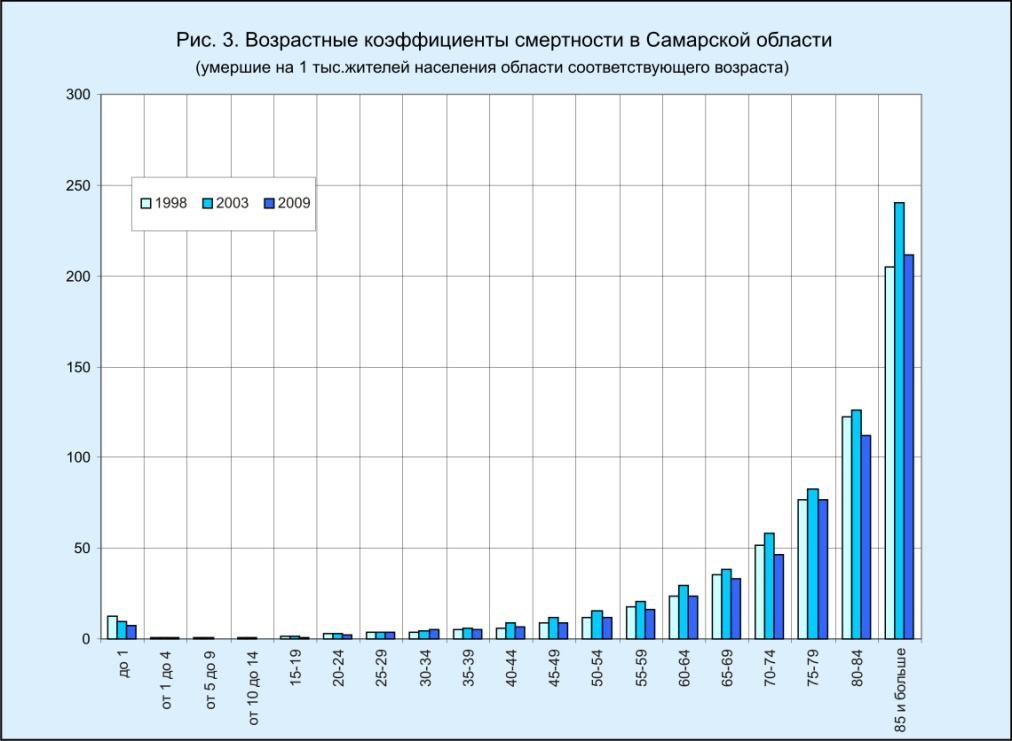 Рис. 3. Возрастные коэффициенты смертности в Самарской области
(умершие на 1 тыс.жителей населения области соответствующего возраста)
300
250
200
150
100
50
0
1998 2003 2009
до 1
от 1 до 4
от 5 до 9
от 10 до 14
15-19
20-24
25-29
30-34
35-39
40-44
45-49
50-54
55-59
60-64
65-69
70-74
75-79
80-84
85 и больше